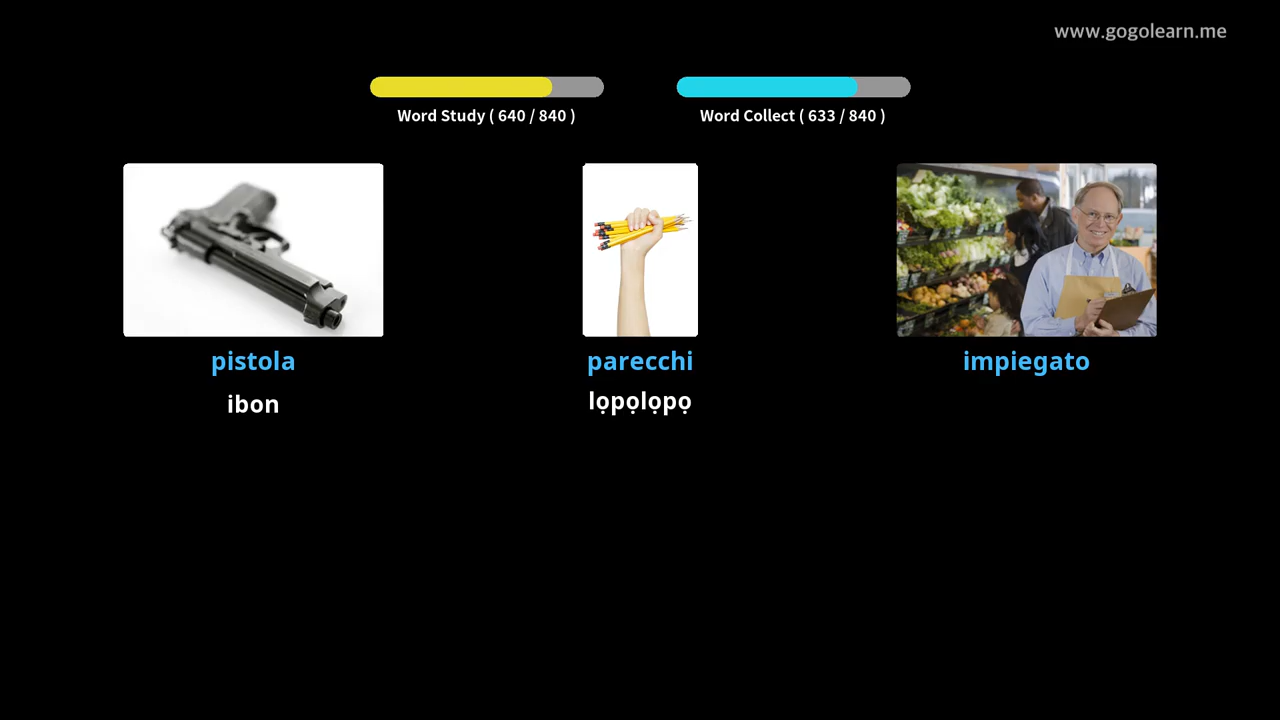 www.gogolearn.me
Word Study ( 640 / 840 )
Word Collect ( 633 / 840 )
pistola
parecchi
impiegato
ibon
lọpọlọpọ